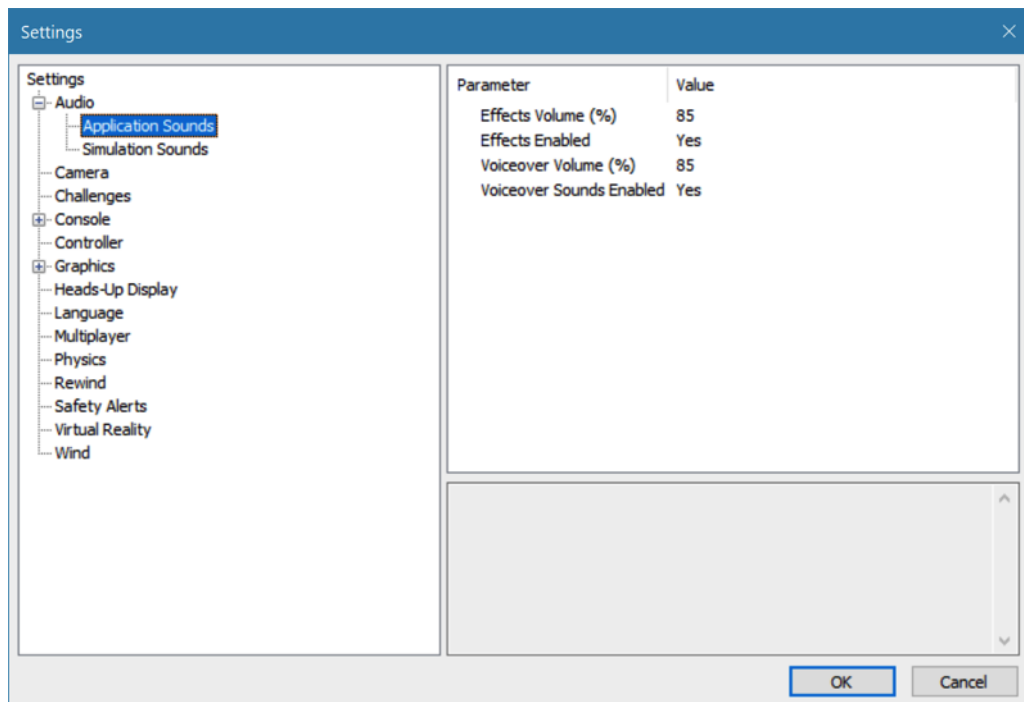 Settings
Settings
Audio
Application Sounds
Simulation Sounds
Camera
Challenges
Console
Controller
Graphics
Heads-Up Display
Language
Multiplayer
Physics
Rewind
Safety Alerts
Virtual Reality
Wind
Parameter Value
Effects Volume (%) 85
Effects Enabled Yes
Voiceover Volume (%) 85
Voiceover Sounds Enabled Yes
OK Cancel